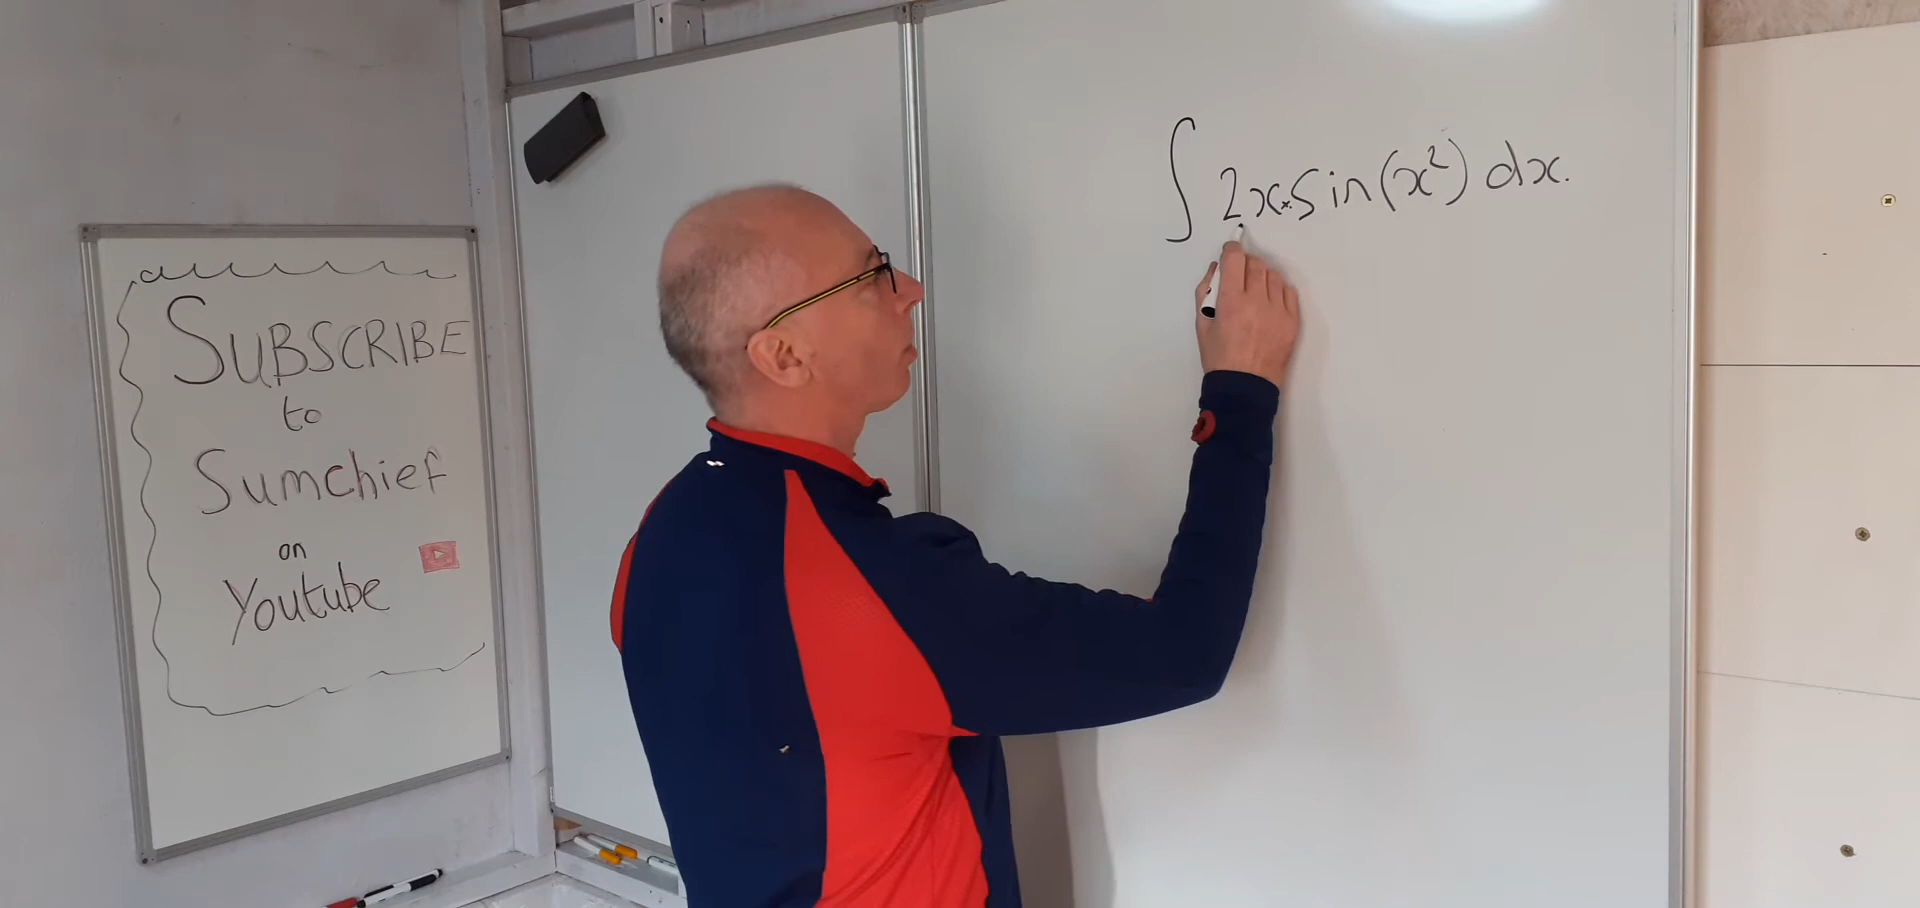 SUBSCRIBE
to
Sumchief
on
Youtube
∫ 2x.sin(x²) dx.